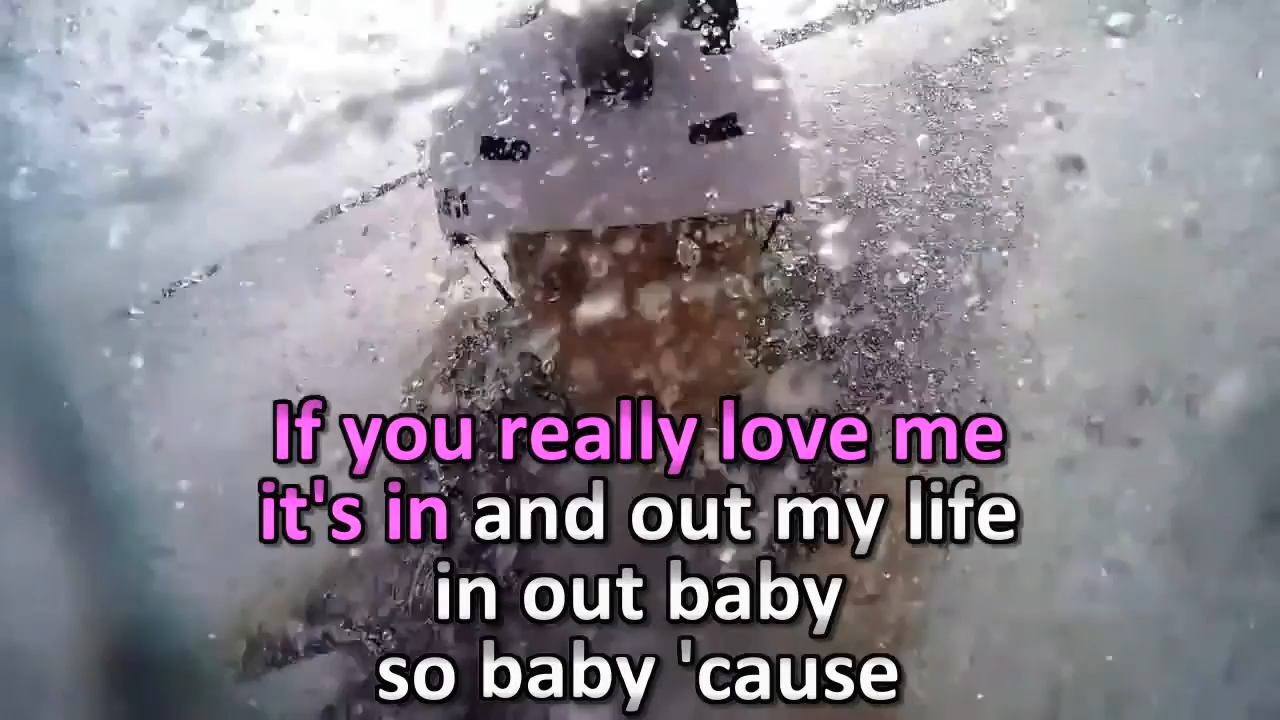 If you really love me
it's in and out my life
in out baby
so baby 'cause